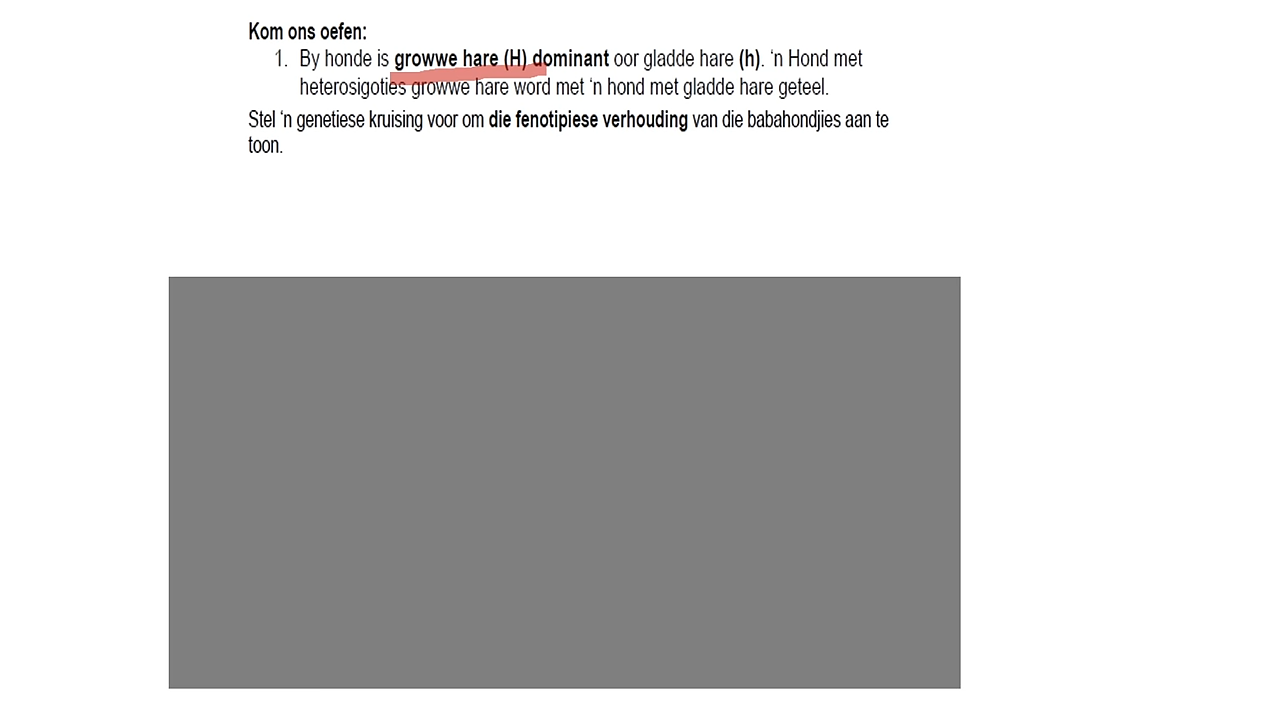 Kom ons oefen:
1. By honde is growwe hare (H) dominant oor gladde hare (h). ‘n Hond met
heterosigoties growwe hare word met ‘n hond met gladde hare geteel.
Stel ‘n genetiese kruising voor om die fenotipiese verhouding van die babahondjies aan te
toon.